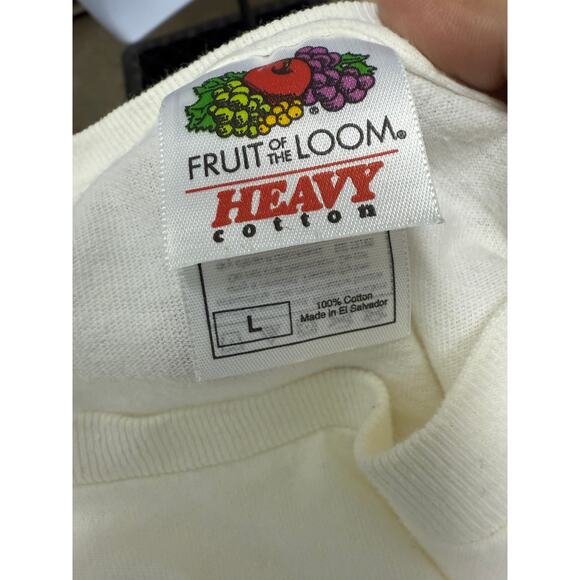 FRUIT OF THE LOOM®
HEAVY
cotton
L
100% Cotton
Made in El Salvador